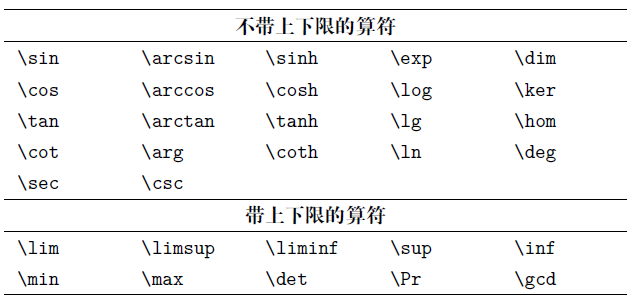 不带上下限的算符
\sin \arcsin \sinh \exp \dim
\cos \arccos \cosh \log \ker
\tan \arctan \tanh \lg \hom
\cot \arg \coth \ln \deg
\sec \csc
带上下限的算符
\lim \limsup \liminf \sup \inf
\min \max \det \Pr \gcd